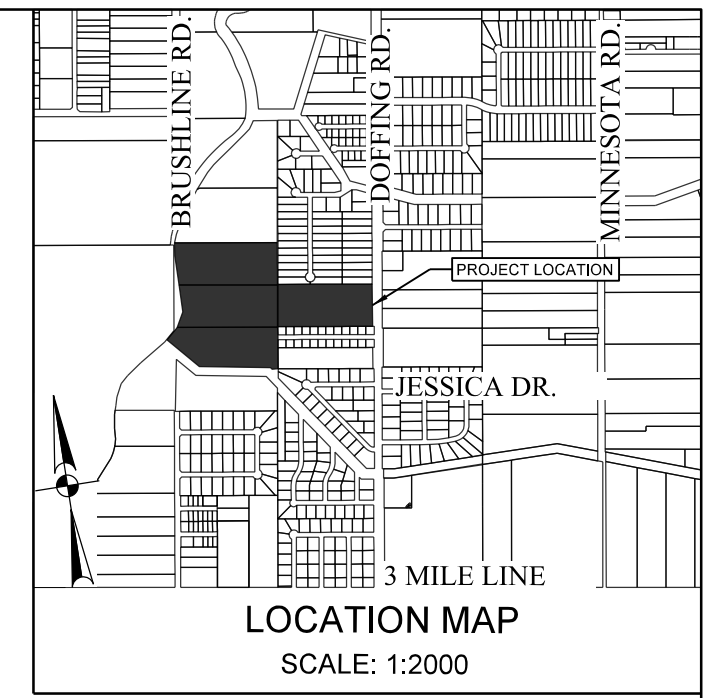 BRUSHLINE RD.
DOFFING RD.
MINNESOTA RD.
PROJECT LOCATION
JESSICA DR.
3 MILE LINE
LOCATION MAP
SCALE: 1:2000